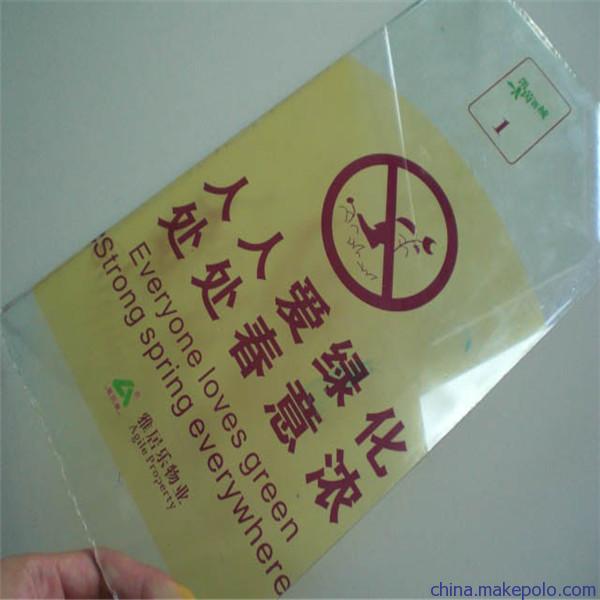 1
人人爱绿化
处处春意浓
Everyone loves green
Strong spring everywhere
雅居乐物业
Agile Property
china.makepolo.com